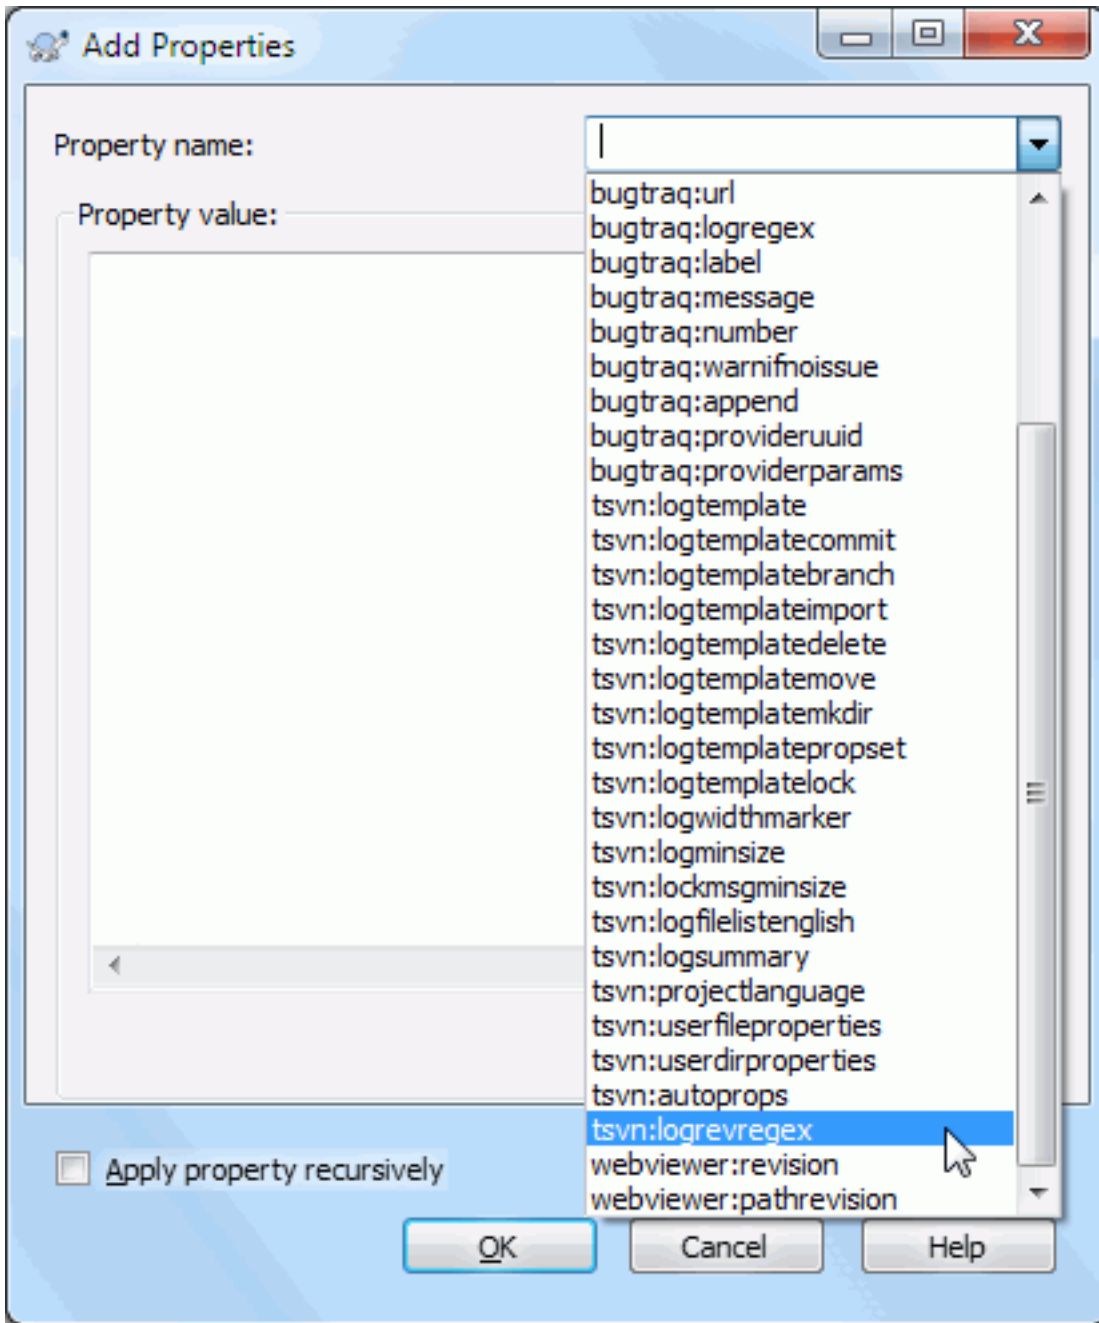 Add Properties
Property name:
Property value:
bugtraq:url
bugtraq:logregex
bugtraq:label
bugtraq:message
bugtraq:number
bugtraq:warnifnoissue
bugtraq:append
bugtraq:provideruuid
bugtraq:providerparams
tsvn:logtemplate
tsvn:logtemplatecommit
tsvn:logtemplatebranch
tsvn:logtemplateimport
tsvn:logtemplatedelete
tsvn:logtemplatemove
tsvn:logtemplatemkdir
tsvn:logtemplatepropset
tsvn:logtemplatelock
tsvn:logwidthmarker
tsvn:logminsize
tsvn:lockmsgminsize
tsvn:logfilelistenglish
tsvn:logsummary
tsvn:projectlanguage
tsvn:userfileproperties
tsvn:userdirproperties
tsvn:autoprops
tsvn:logrevregex
webviewer:revision
webviewer:pathrevision
Apply property recursively
OK Cancel Help